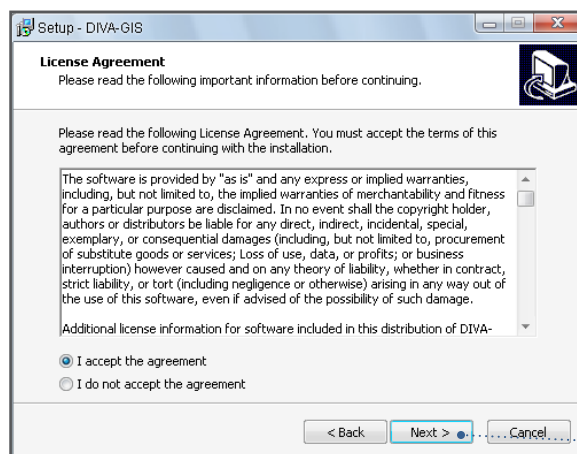 Setup - DIVA-GIS
License Agreement
Please read the following important information before continuing.
Please read the following License Agreement. You must accept the terms of this
agreement before continuing with the installation.
The software is provided by "as is" and any express or implied warranties,
including, but not limited to, the implied warranties of merchantability and fitness
for a particular purpose are disclaimed. In no event shall the copyright holder,
authors or distributors be liable for any direct, indirect, incidental, special,
exemplary, or consequential damages (including, but not limited to, procurement
of substitute goods or services; Loss of use, data, or profits; or business
interruption) however caused and on any theory of liability, whether in contract,
strict liability, or tort (including negligence or otherwise) arising in any way out of
the use of this software, even if advised of the possibility of such damage.
Additional license information for software included in this distribution of DIVA-
I accept the agreement
I do not accept the agreement
< Back Next > Cancel